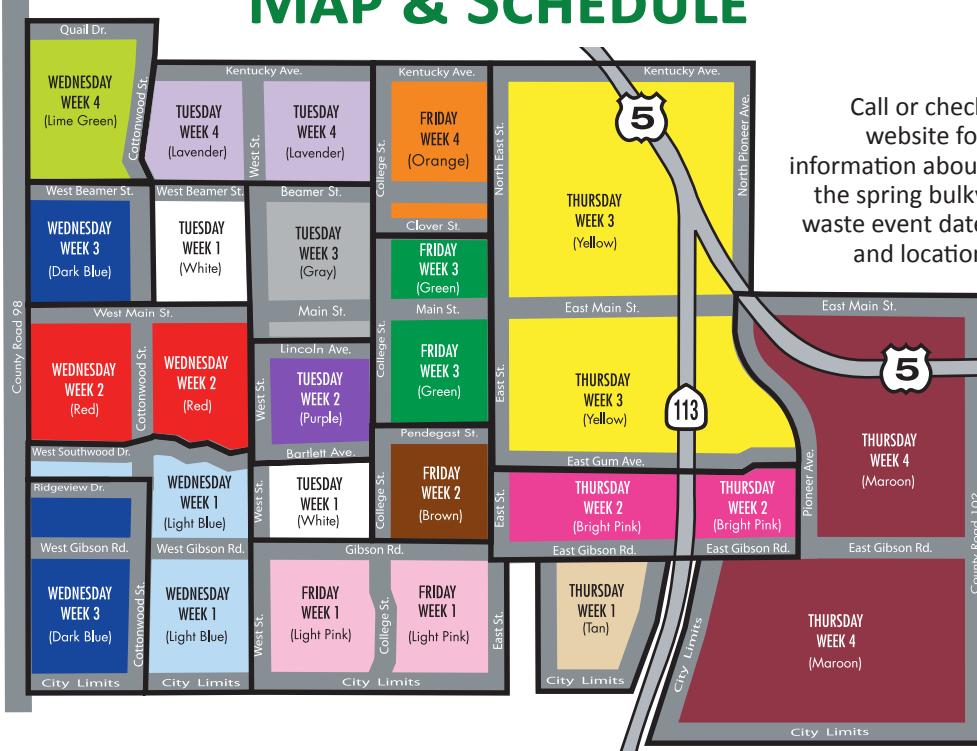 MAP & SCHEDULE
Call or check
website fo
information abou
the spring bulky
waste event date
and location
Quail Dr.
WEDNESDAY
WEEK 4
(Lime Green)
Cottonwood St.
Kentucky Ave.
TUESDAY
WEEK 4
(Lavender)
West St.
TUESDAY
WEEK 4
(Lavender)
Kentucky Ave.
FRIDAY
WEEK 4
(Orange)
College St.
Clover St.
Kentucky Ave.
North East St.
THURSDAY
WEEK 3
(Yellow)
5
North Pioneer Ave.
West Beamer St.
WEDNESDAY
WEEK 3
(Dark Blue)
West Beamer St.
TUESDAY
WEEK 1
(White)
Beamer St.
TUESDAY
WEEK 3
(Gray)
Main St.
FRIDAY
WEEK 3
(Green)
Main St.
East Main St.
East Main St.
County Road 98
West Main St.
WEDNESDAY
WEEK 2
(Red)
Cottonwood St.
WEDNESDAY
WEEK 2
(Red)
Lincoln Ave.
West St.
TUESDAY
WEEK 2
(Purple)
College St.
FRIDAY
WEEK 3
(Green)
East St.
THURSDAY
WEEK 3
(Yellow)
113
5
West Southwood Dr.
Bartlett Ave.
Pendegast St.
East Gum Ave.
Pioneer Ave.
THURSDAY
WEEK 4
(Maroon)
County Road 102
Ridgeview Dr.
WEDNESDAY
WEEK 1
(Light Blue)
West St.
TUESDAY
WEEK 1
(White)
College St.
FRIDAY
WEEK 2
(Brown)
East St.
THURSDAY
WEEK 2
(Bright Pink)
THURSDAY
WEEK 2
(Bright Pink)
West Gibson Rd.
West Gibson Rd.
Gibson Rd.
East Gibson Rd.
East Gibson Rd.
East Gibson Rd.
WEDNESDAY
WEEK 3
(Dark Blue)
Cottonwood St.
WEDNESDAY
WEEK 1
(Light Blue)
West St.
FRIDAY
WEEK 1
(Light Pink)
College St.
FRIDAY
WEEK 1
(Light Pink)
East St.
THURSDAY
WEEK 1
(Tan)
City Limits
THURSDAY
WEEK 4
(Maroon)
City Limits
City Limits
City Limits
City Limits
City Limits